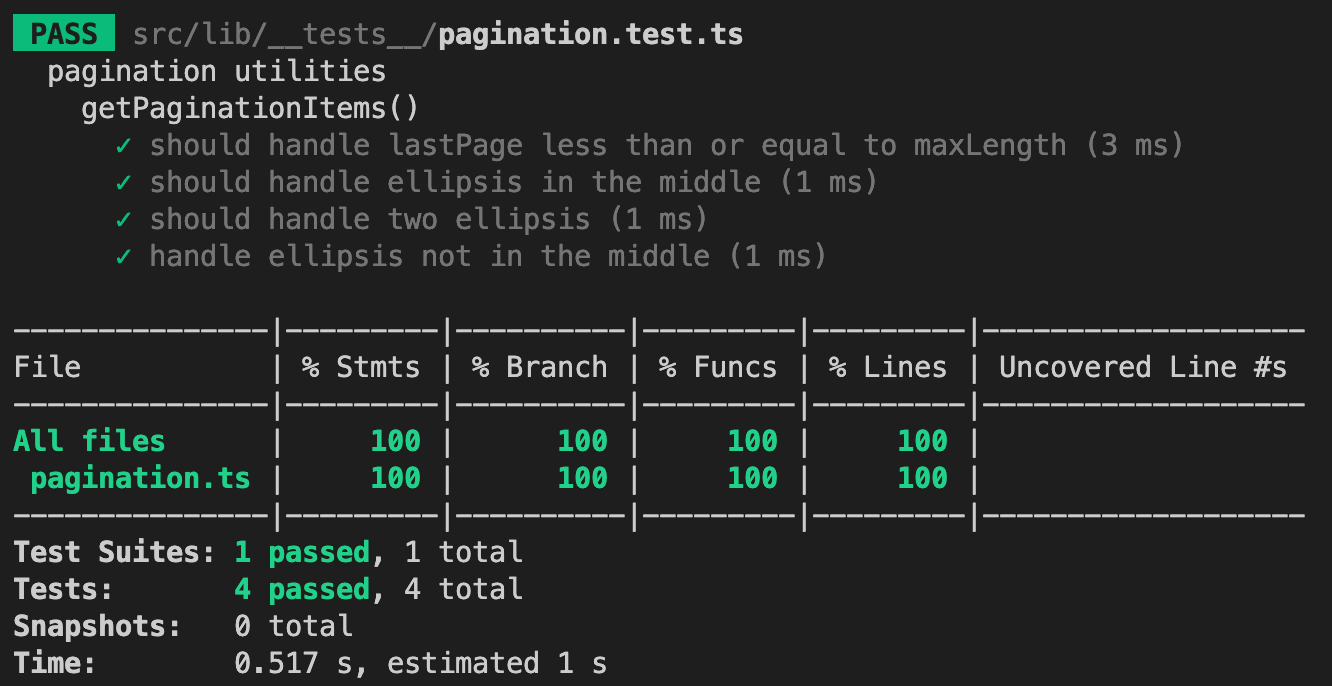 PASS src/lib/__tests__/pagination.test.ts
pagination utilities
getPaginationItems()
✓ should handle lastPage less than or equal to maxLength (3 ms)
✓ should handle ellipsis in the middle (1 ms)
✓ should handle two ellipsis (1 ms)
✓ handle ellipsis not in the middle (1 ms)
---------------|---------|----------|---------|---------|-------------------
File | % Stmts | % Branch | % Funcs | % Lines | Uncovered Line #s
---------------|---------|----------|---------|---------|-------------------
All files | 100 | 100 | 100 | 100 |
pagination.ts | 100 | 100 | 100 | 100 |
---------------|---------|----------|---------|---------|-------------------
Test Suites: 1 passed, 1 total
Tests: 4 passed, 4 total
Snapshots: 0 total
Time: 0.517 s, estimated 1 s